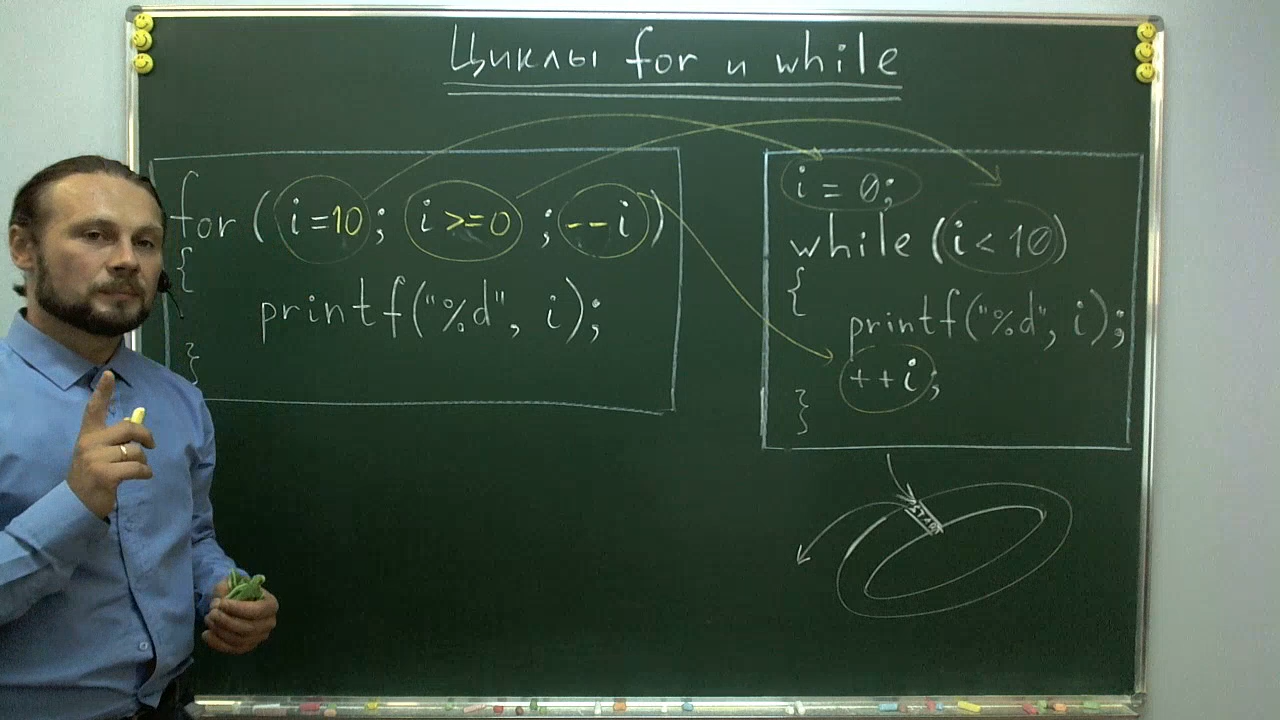 Циклы for и while
for ( i=10; i >=0 ; --i)
{
printf("%d", i);
}
i = 0;
while (i < 10)
{
printf("%d", i);
++i;
}